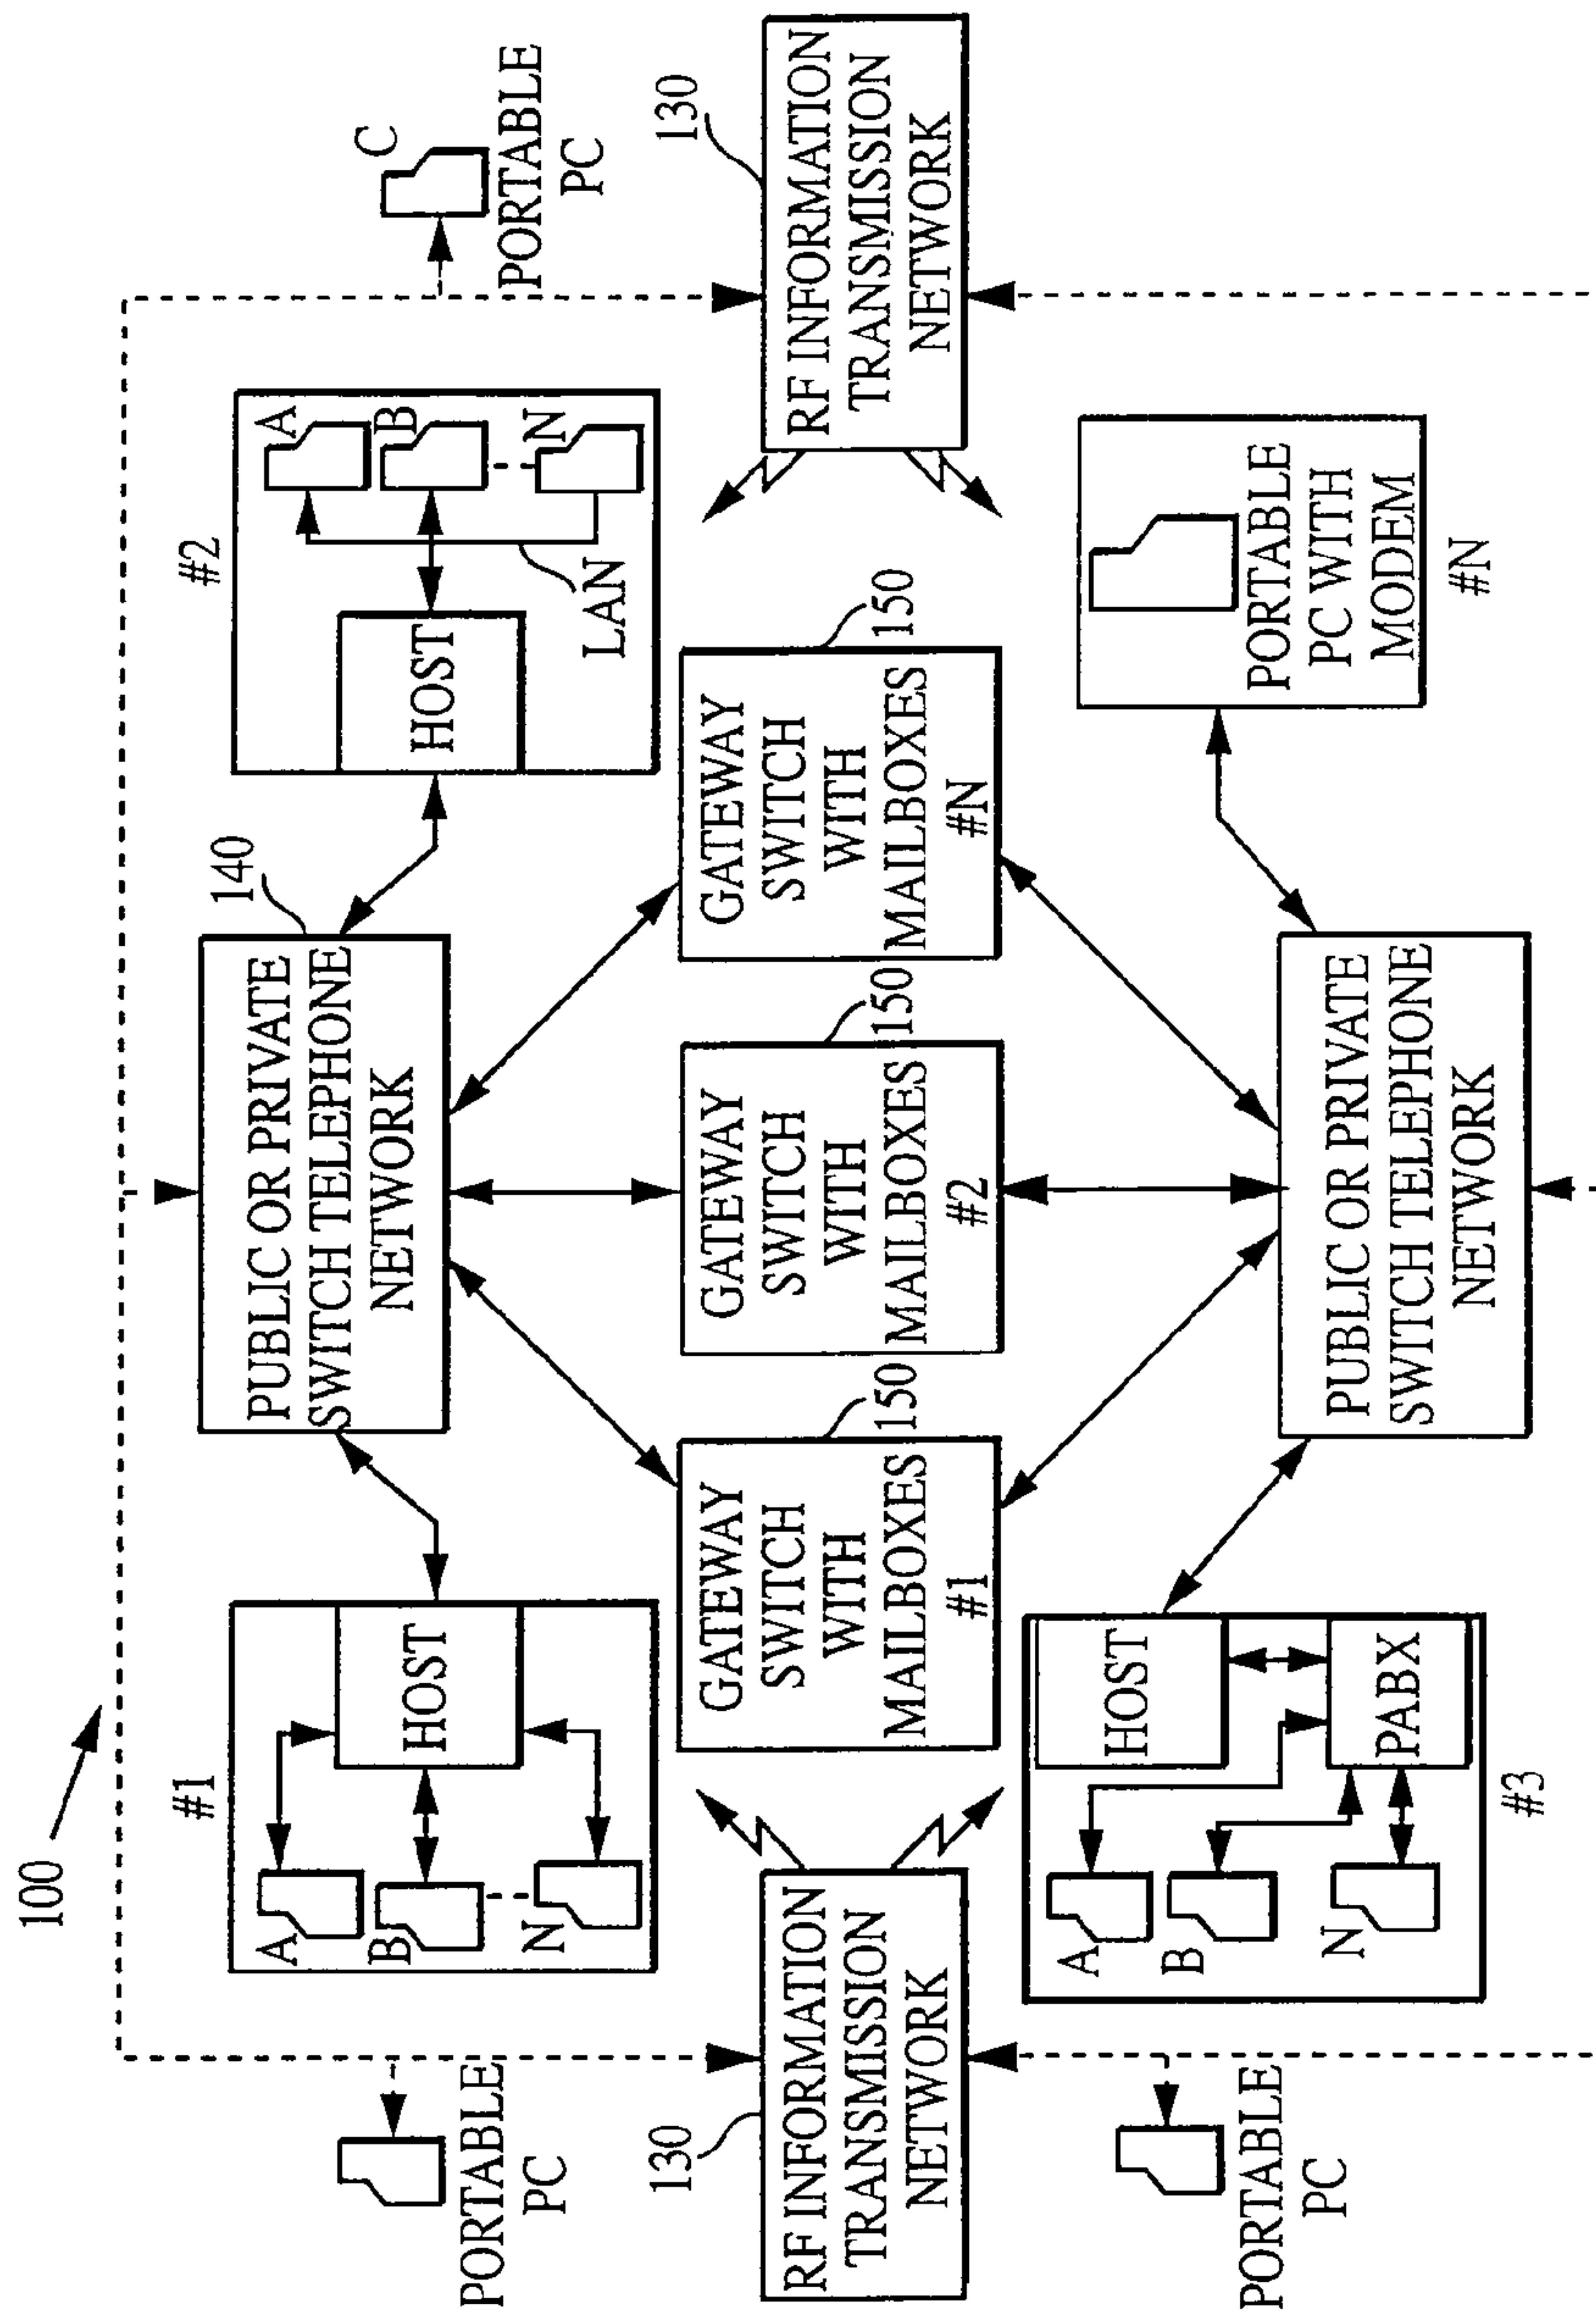 100
#1
A
B
N
HOST
140
PUBLIC OR PRIVATE
SWITCH TELEPHONE
NETWORK
#2
HOST
A
B
N
LAN
C
PORTABLE
PC
PORTABLE
PC
130
RF INFORMATION
TRANSMISSION
NETWORK
150
GATEWAY
SWITCH
WITH
MAILBOXES
#1
150
GATEWAY
SWITCH
WITH
MAILBOXES
#2
150
GATEWAY
SWITCH
WITH
MAILBOXES
#N
130
RF INFORMATION
TRANSMISSION
NETWORK
PORTABLE
PC
A
B
N
HOST
PABX
#3
PUBLIC OR PRIVATE
SWITCH TELEPHONE
NETWORK
PORTABLE
PC WITH
MODEM
#N